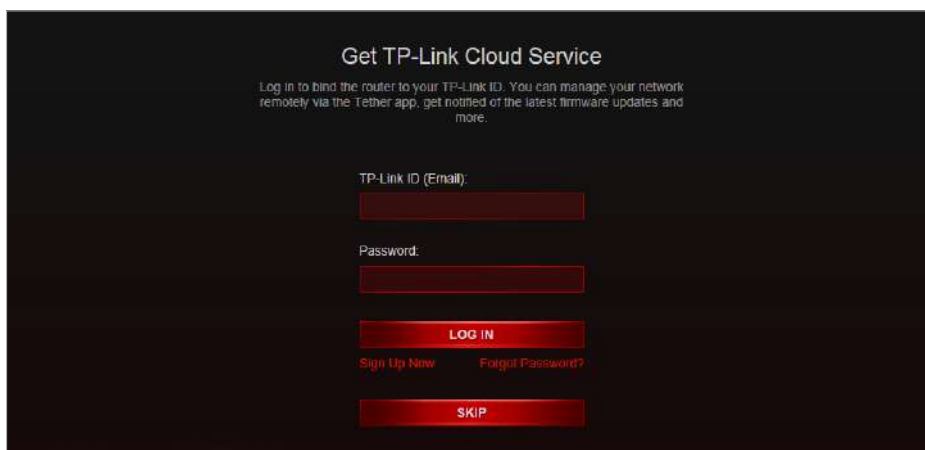 Get TP-Link Cloud Service
Log in to bind the router to your TP-Link ID. You can manage your network
remotely via the Tether app, get notified of the latest firmware updates and
more.
TP-Link ID (Email):
Password:
LOG IN
Sign Up Now Forgot Password?
SKIP